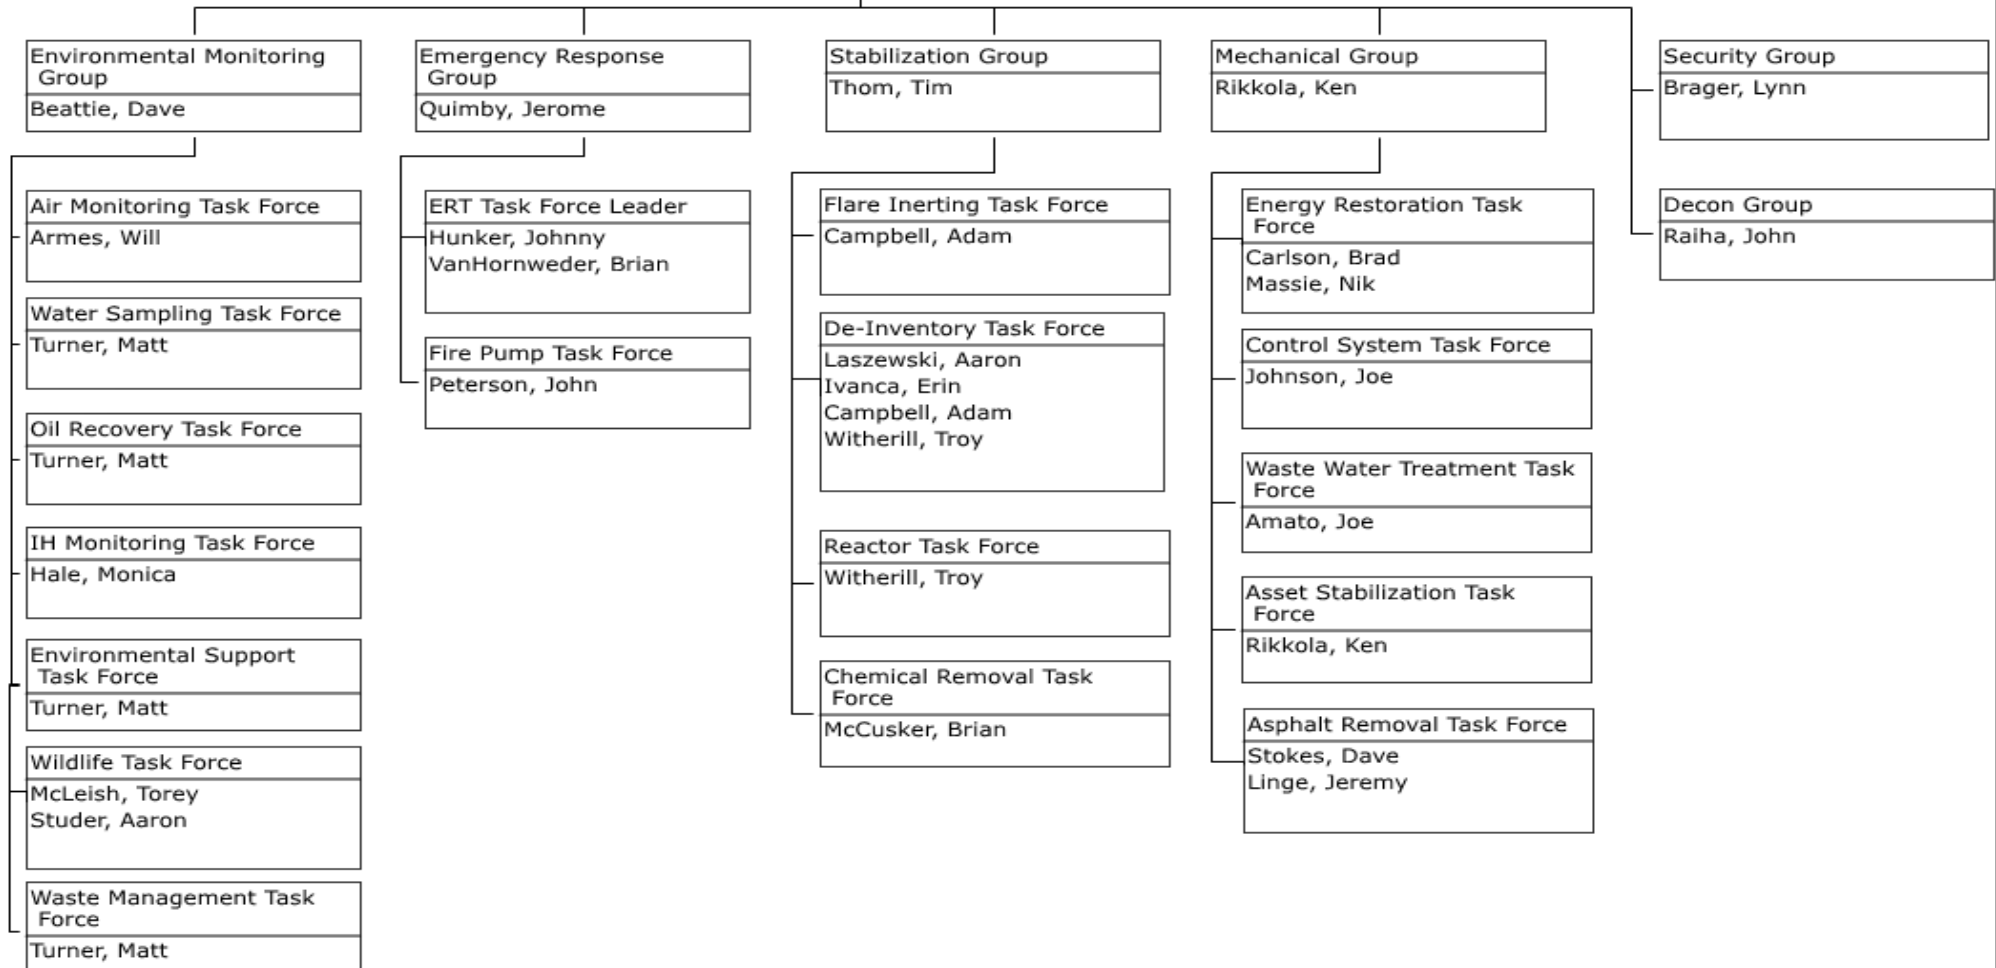 Environmental Monitoring
Group
Beattie, Dave
Air Monitoring Task Force
Armes, Will
Water Sampling Task Force
Turner, Matt
Oil Recovery Task Force
Turner, Matt
IH Monitoring Task Force
Hale, Monica
Environmental Support
Task Force
Turner, Matt
Wildlife Task Force
McLeish, Torey
Studer, Aaron
Waste Management Task
Force
Turner, Matt
Emergency Response
Group
Quimby, Jerome
ERT Task Force Leader
Hunker, Johnny
VanHornweder, Brian
Fire Pump Task Force
Peterson, John
Stabilization Group
Thom, Tim
Flare Inerting Task Force
Campbell, Adam
De-Inventory Task Force
Laszewski, Aaron
Ivanca, Erin
Campbell, Adam
Witherill, Troy
Reactor Task Force
Witherill, Troy
Chemical Removal Task
Force
McCusker, Brian
Mechanical Group
Rikkola, Ken
Energy Restoration Task
Force
Carlson, Brad
Massie, Nik
Control System Task Force
Johnson, Joe
Waste Water Treatment Task
Force
Amato, Joe
Asset Stabilization Task
Force
Rikkola, Ken
Asphalt Removal Task Force
Stokes, Dave
Linge, Jeremy
Security Group
Brager, Lynn
Decon Group
Raiha, John